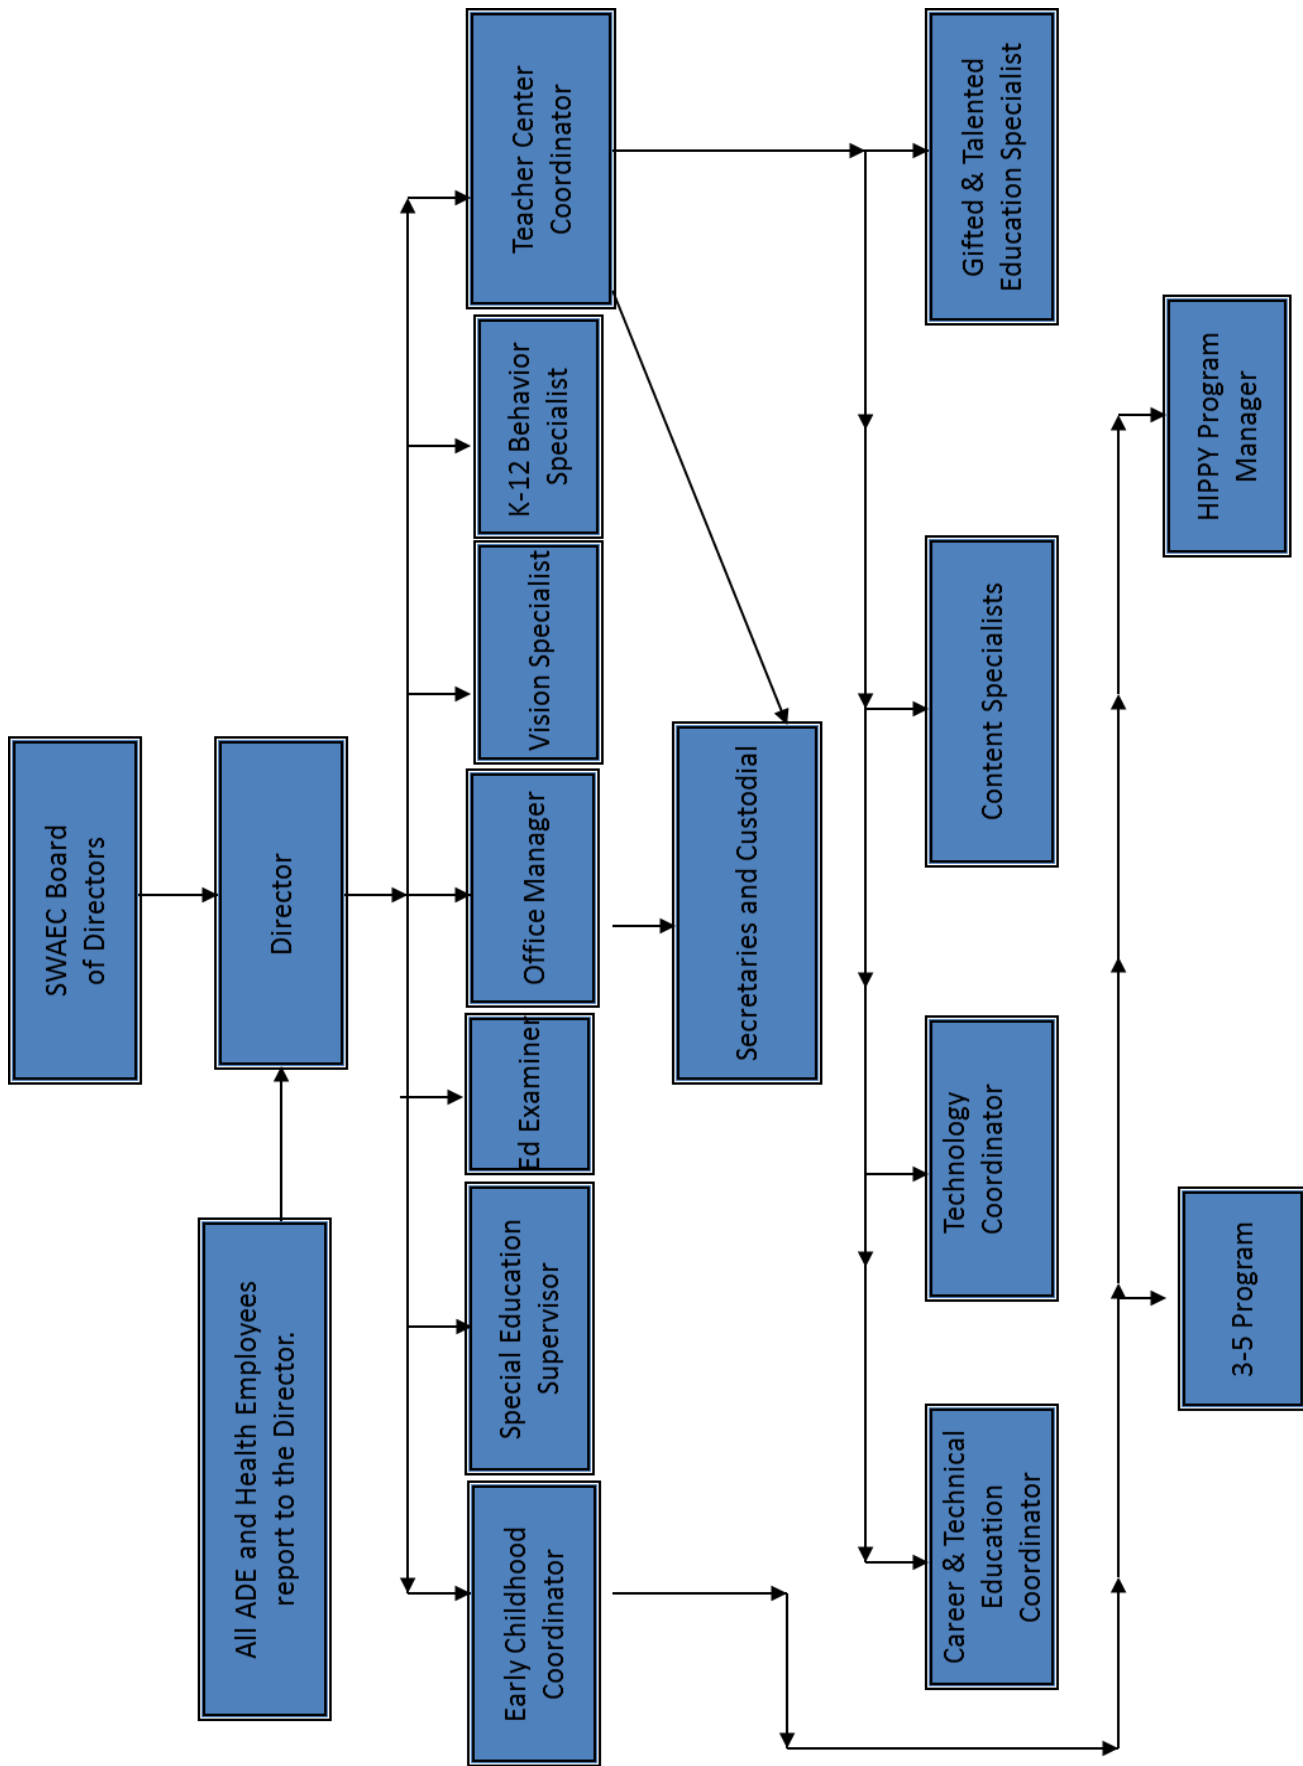 SWAEC Board
of Directors
All ADE and Health Employees
report to the Director.
Director
Early Childhood
Coordinator
Special Education
Supervisor
Ed Examiner
Office Manager
Vision Specialist
K-12 Behavior
Specialist
Teacher Center
Coordinator
Secretaries and Custodial
Career & Technical
Education
Coordinator
Technology
Coordinator
Content Specialists
Gifted & Talented
Education Specialist
3-5 Program
HIPPY Program
Manager